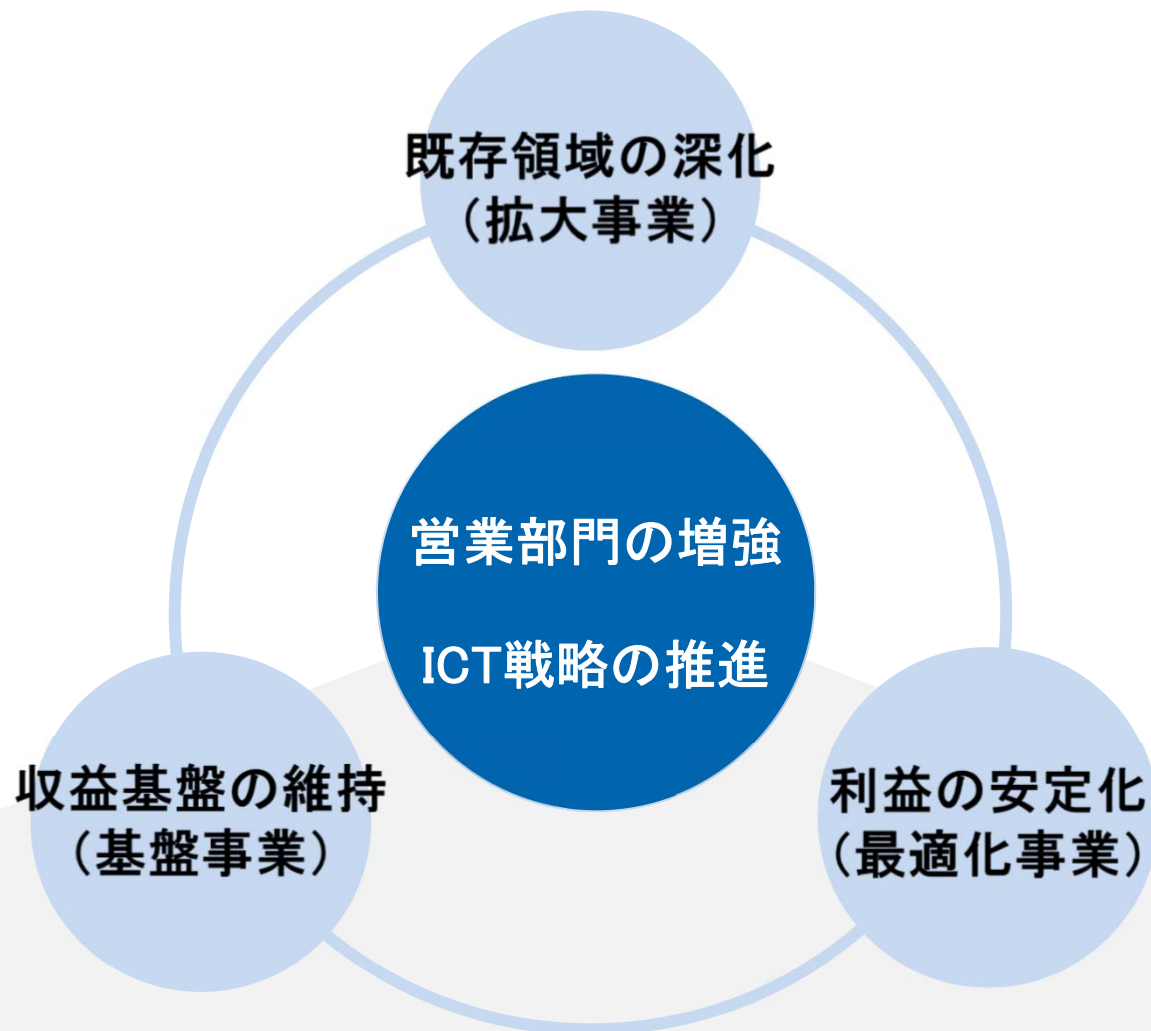 既存領域の深化
（拡大事業）
営業部門の増強
ICT戦略の推進
収益基盤の維持
（基盤事業）
利益の安定化
（最適化事業）